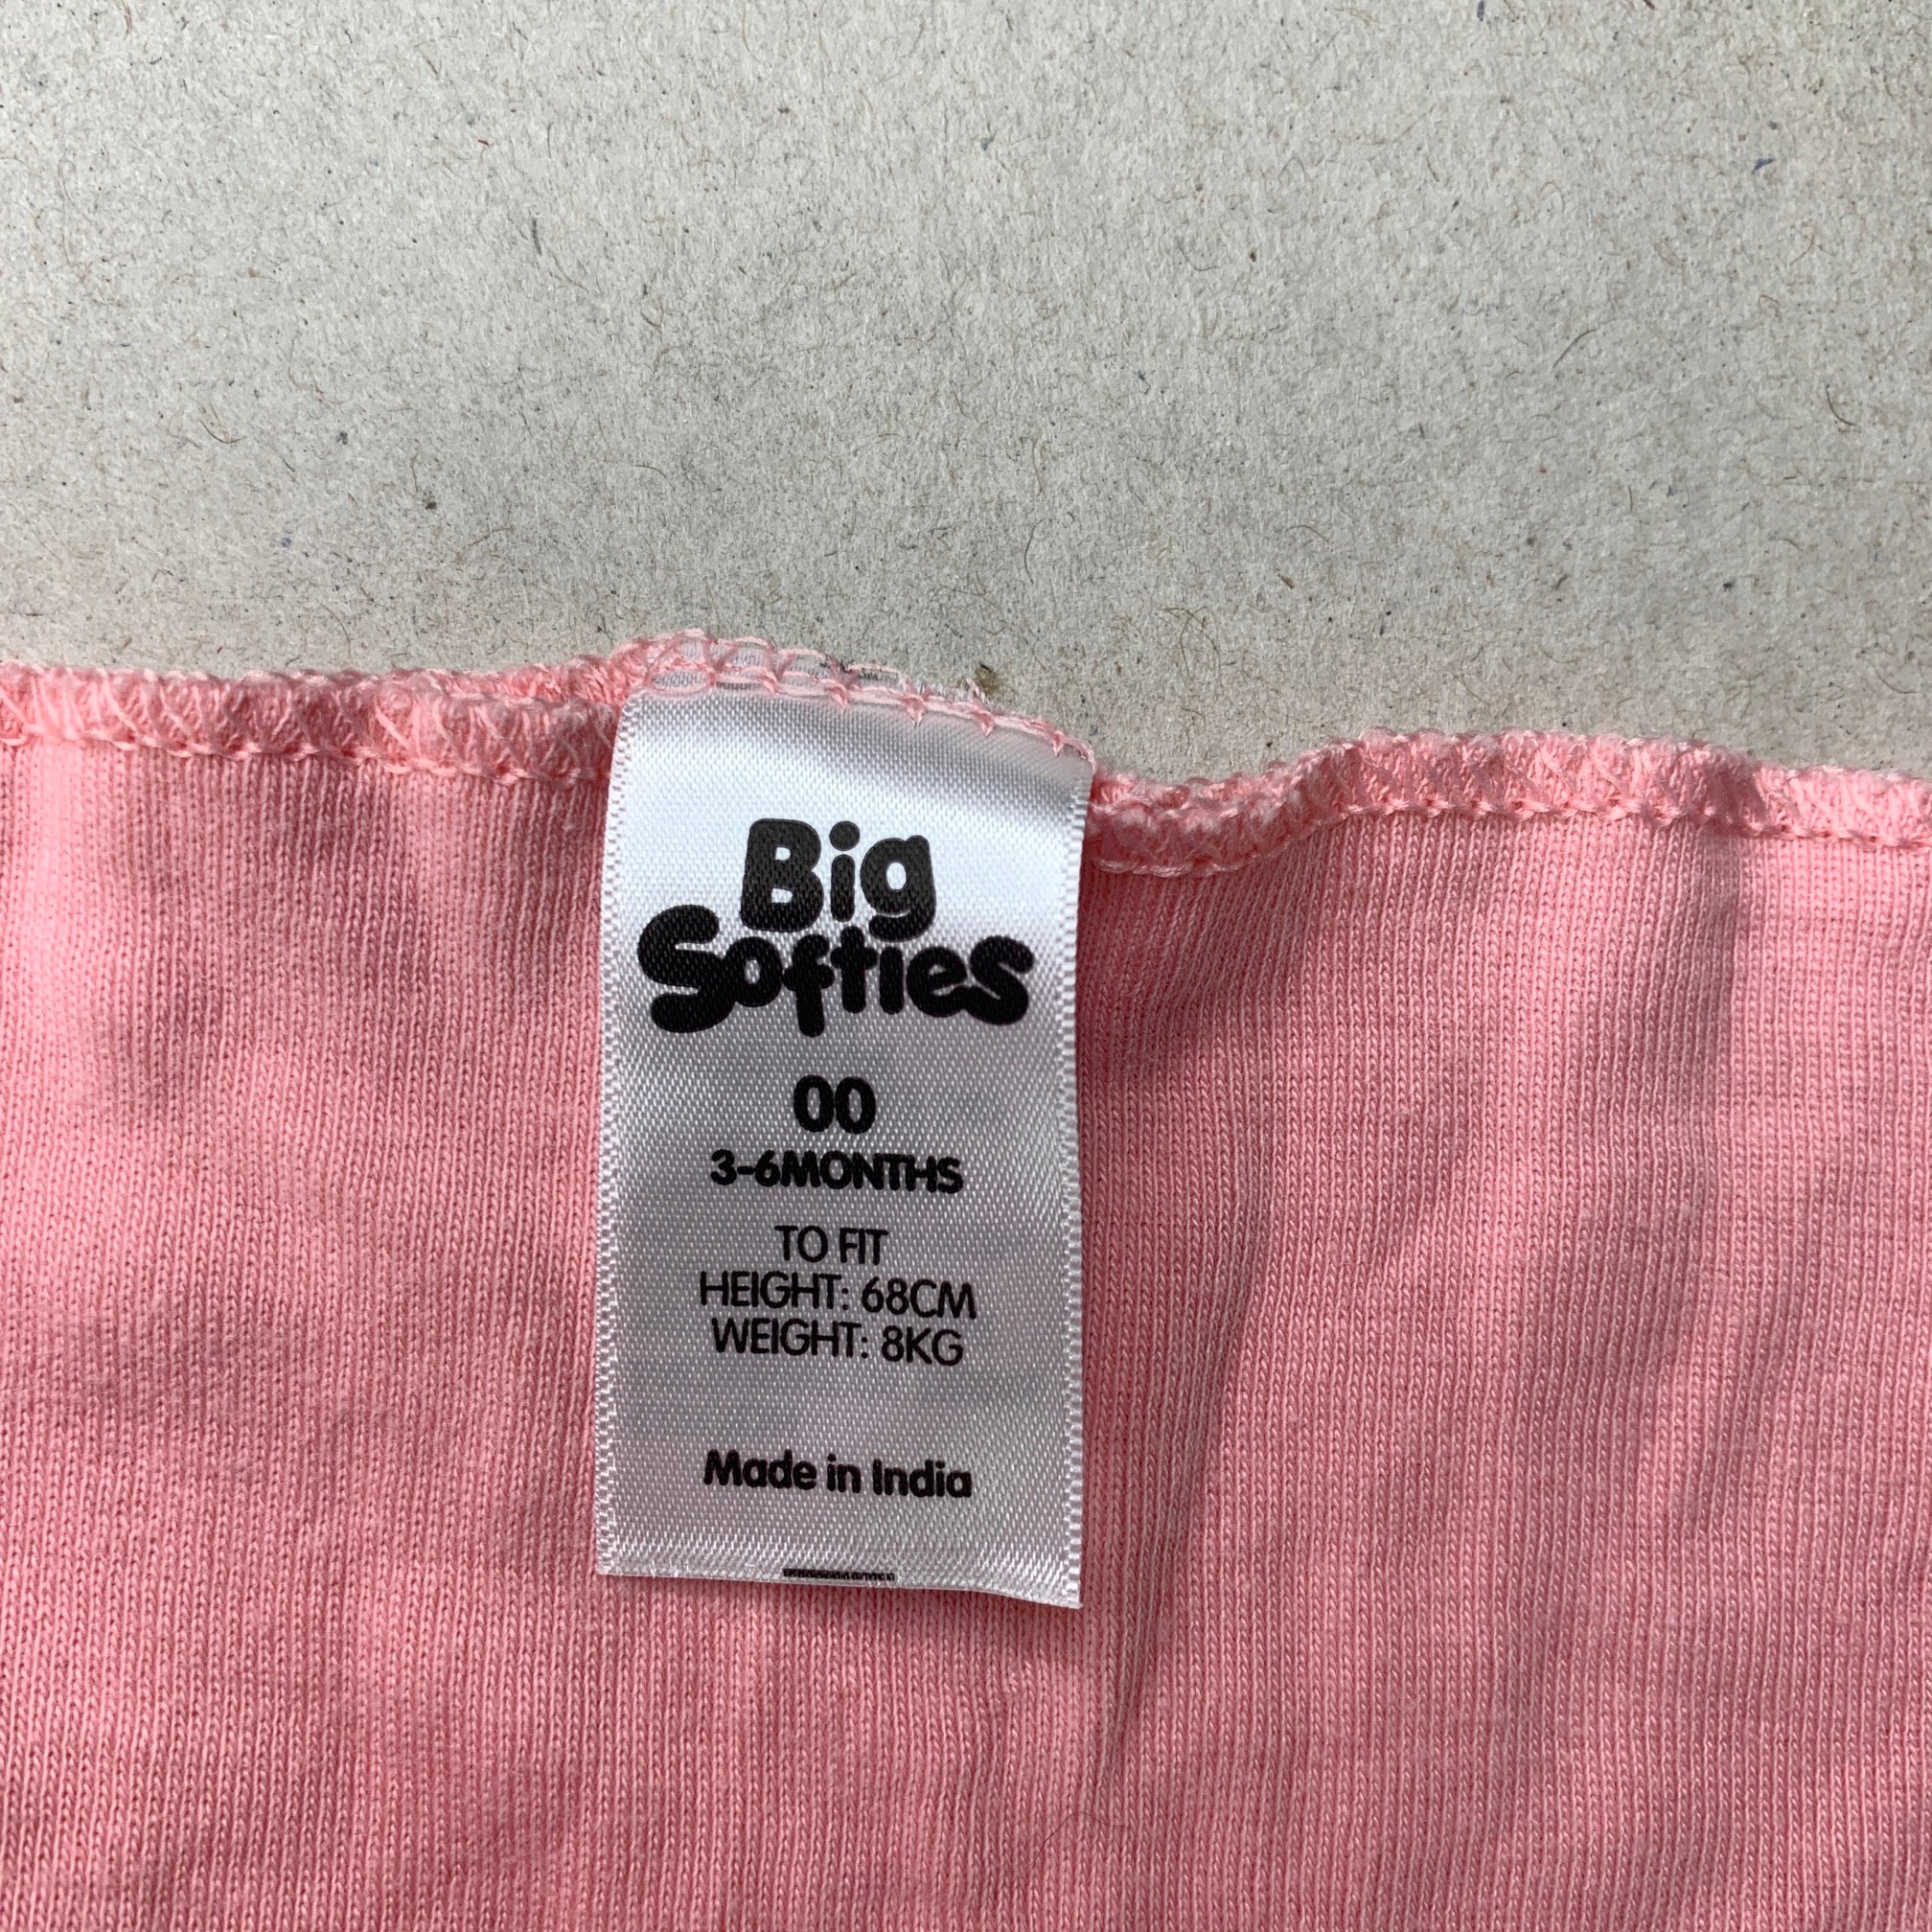 Big
Softies
00
3-6MONTHS
TO FIT
HEIGHT: 68CM
WEIGHT: 8KG
Made in India